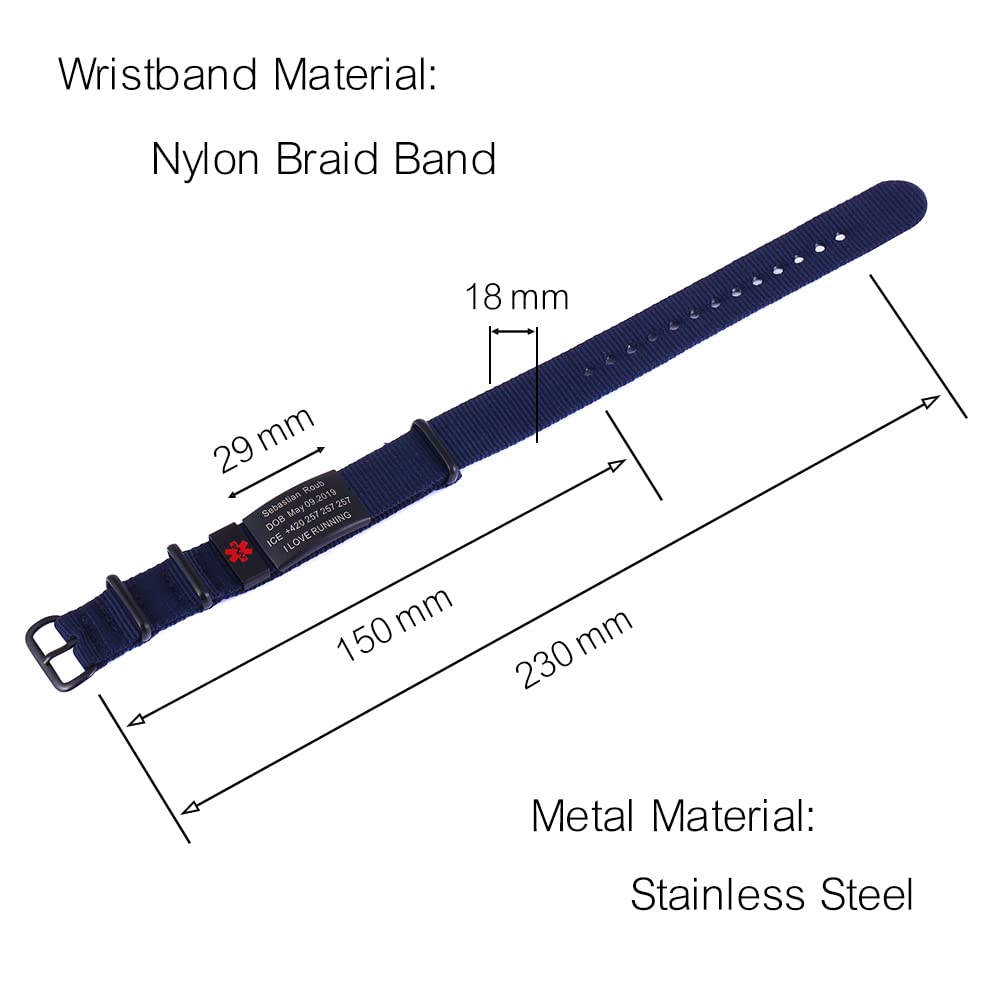 Wristband Material:
Nylon Braid Band
18 mm
29 mm
Sebastian Roub
DOB May 09.2019
ICE +420 257 257 257
I LOVE RUNNING
150 mm
230 mm
Metal Material:
Stainless Steel